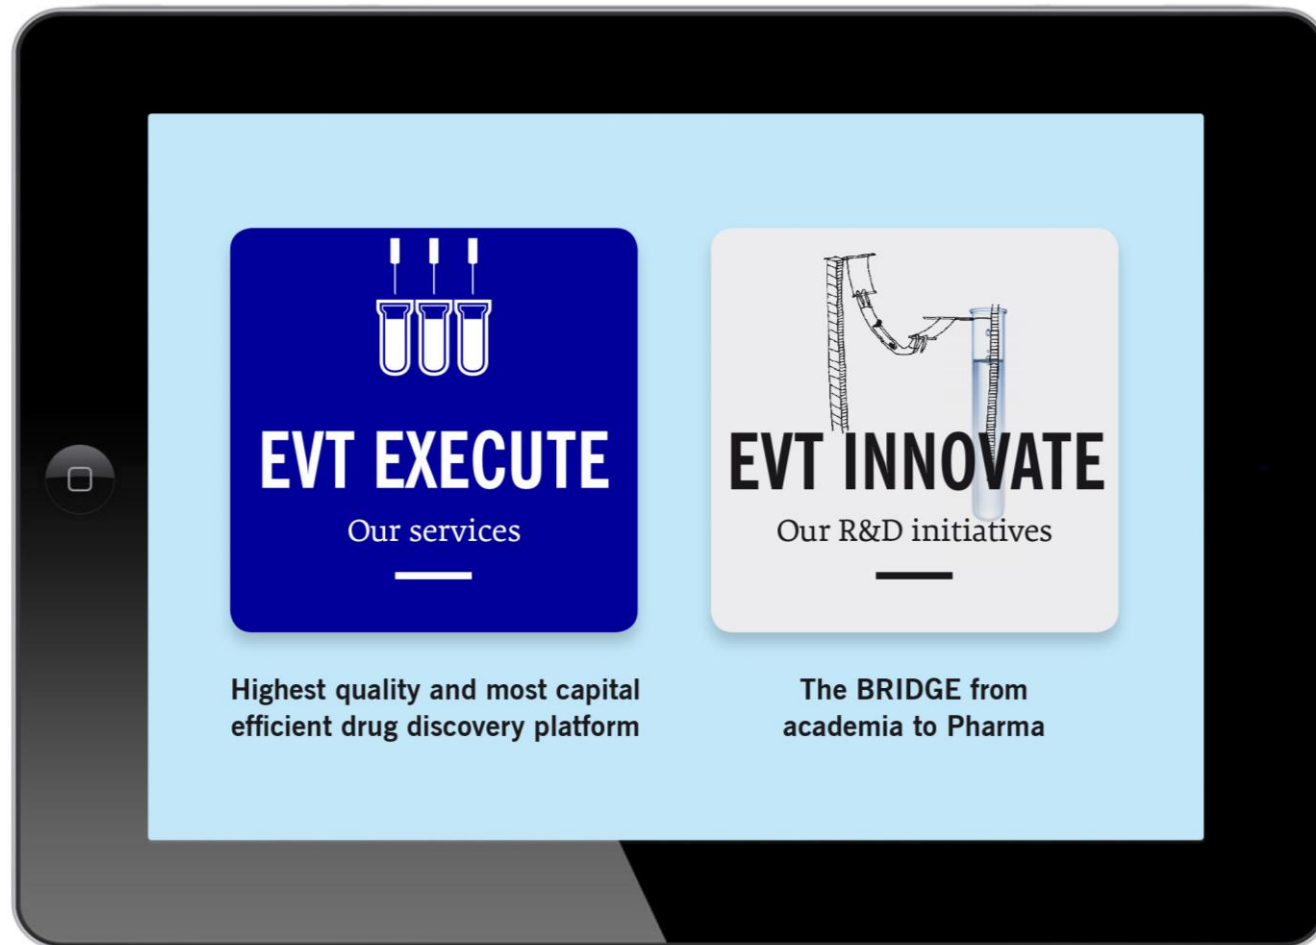 EVT EXECUTE
Our services
Highest quality and most capital
efficient drug discovery platform
EVT INNOVATE
Our R&D initiatives
The BRIDGE from
academia to Pharma